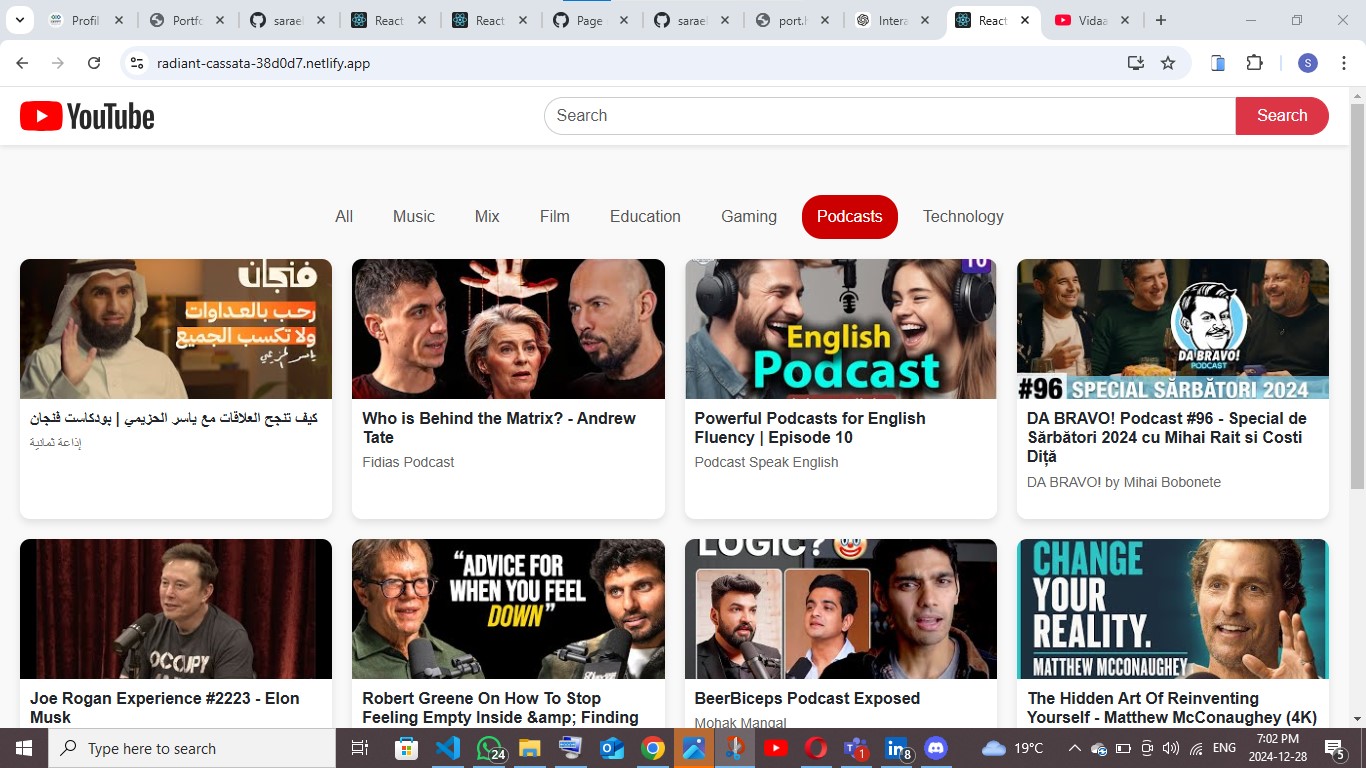 Profil
Portfo
sarael
React
React
Page
sarael
port.h
Intera
React
Vidaa
radiant-cassata-38d0d7.netlify.app
S
YouTube
Search
Search
All
Music
Mix
Film
Education
Gaming
Podcasts
Technology
فنجان
رحب بالعداوات
ولا تكسب الجميع
ياسر الحزيمي
كيف تنجح العلاقات مع ياسر الحزيمي | بودكاست فنجان
إذاعة ثمانية
Who is Behind the Matrix? - Andrew
Tate
Fidias Podcast
10
English
Podcast
Powerful Podcasts for English
Fluency | Episode 10
Podcast Speak English
DA BRAVO!
PODCAST
#96 SPECIAL SĂRBĂTORI 2024
DA BRAVO! Podcast #96 - Special de
Sărbători 2024 cu Mihai Rait si Costi
Diță
DA BRAVO! by Mihai Bobonete
OCCUPY
Joe Rogan Experience #2223 - Elon
Musk
“ADVICE FOR
WHEN YOU FEEL
DOWN”
Robert Greene On How To Stop
Feeling Empty Inside &amp; Finding
LOGIC?
BeerBiceps Podcast Exposed
Mohak Mangal
CHANGE
YOUR
REALITY.
MATTHEW MCCONAUGHEY
The Hidden Art Of Reinventing
Yourself - Matthew McConaughey (4K)
Type here to search
24
1
8
19°C
ENG
7:02 PM
2024-12-28
5